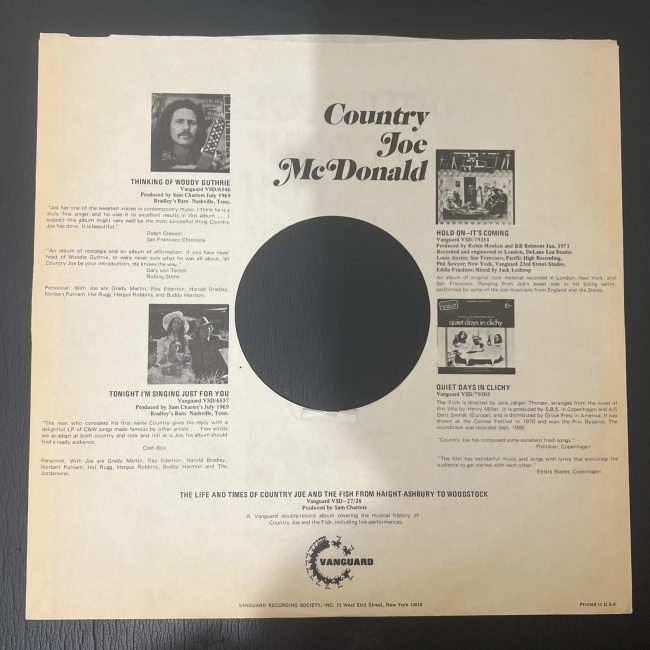 Country
Joe
McDonald
THINKING OF WOODY GUTHRIE
Vanguard VSD/6546
Produced by Sam Charters July 1969
Bradley's Barn Nashville, Tenn.
"Joe has one of the sweetest voices in contemporary music. I think he is a
truly fine singer and he uses it to excellent results in this album . . . I
suspect this album might very well be the most successful thing Country
Joe has done. It is beautiful."
Ralph Gleason
San Francisco Chronicle
"An album of nostalgia and an album of affirmation, if you have never
head of Woodie Guthrie, or were never sure what he was all about, let
Country Joe be your introduction. He knows the way."
Gary von Tersch
Rolling Stone
Personnel: With Joe are Grady Martin, Ray Edenton, Harold Bradley,
Norbert Putnam, Hal Rugg, Hargus Robbins, and Buddy Harmon.
TONIGHT I'M SINGING JUST FOR YOU
Vanguard VSD/6557
Produced by Sam Charter's July 1969
Bradley's Barn Nashville, Tenn.
"The man who considers his first name Country gives his reply with a
delightful LP of C&W songs made famous by other artists . . . Few artists
are as adept at both country and rock and roll as is Joe; his album should
find a ready audience.
Cash Box
Personnel: With Joe are Grady Martin, Ray Edenton, Harold Bradley,
Norbert Putnam, Hal Rugg, Hargus Robbins, Buddy Harmon and the
Jordanaires.
HOLD ON—IT'S COMING
Vanguard VSD/79314
Produced by Robin Menken and Bill Belmont Jan, 1971
Recorded and engineered in London, DeLane Lea Studio.
Louis Austin; San Francisco, Pacific High Recording,
Phil Sawyer; New York, Vanguard 23rd Street Studio,
Eddie Friedner; Mixed by Jack Lothrop
An album of original rock material recorded in London, New York, and
San Francisco. Ranging from Joe's sweet side to his biting satire,
performed by some of the top musicians from England and the States.
quiet days in clichy
QUIET DAYS IN CLICHY
Vanguard VSD/79303
The Film is directed by Jens Jørgen Thorsen, arranged from the novel of
this title by Henry Miller. It is produced by S.B.S. in Copenhagen and A/S
Dans Svensk (Europe), and is distributed by Grove Press in America. It was
shown at the Cannes Festival in 1970 and won the Prix Byzance. The
soundtrack was recorded Sept. 1969.
"Country Joe has composed some excellent fresh songs."
Politiken, Copenhagen
"The film has wonderful music and songs with lyrics that encourage the
audience to get started with each other."
Ekstra Bladet, Copenhagen
THE LIFE AND TIMES OF COUNTRY JOE AND THE FISH FROM HAIGHT-ASHBURY TO WOODSTOCK
Vanguard VSD-27/28
Produced by Sam Charters
A Vanguard double-record album covering the musical history of
Country Joe and the Fish, including live performances.
VANGUARD
VANGUARD RECORDING SOCIETY, INC. 71 West 23rd Street, New York 10010
Printed in U.S.A.